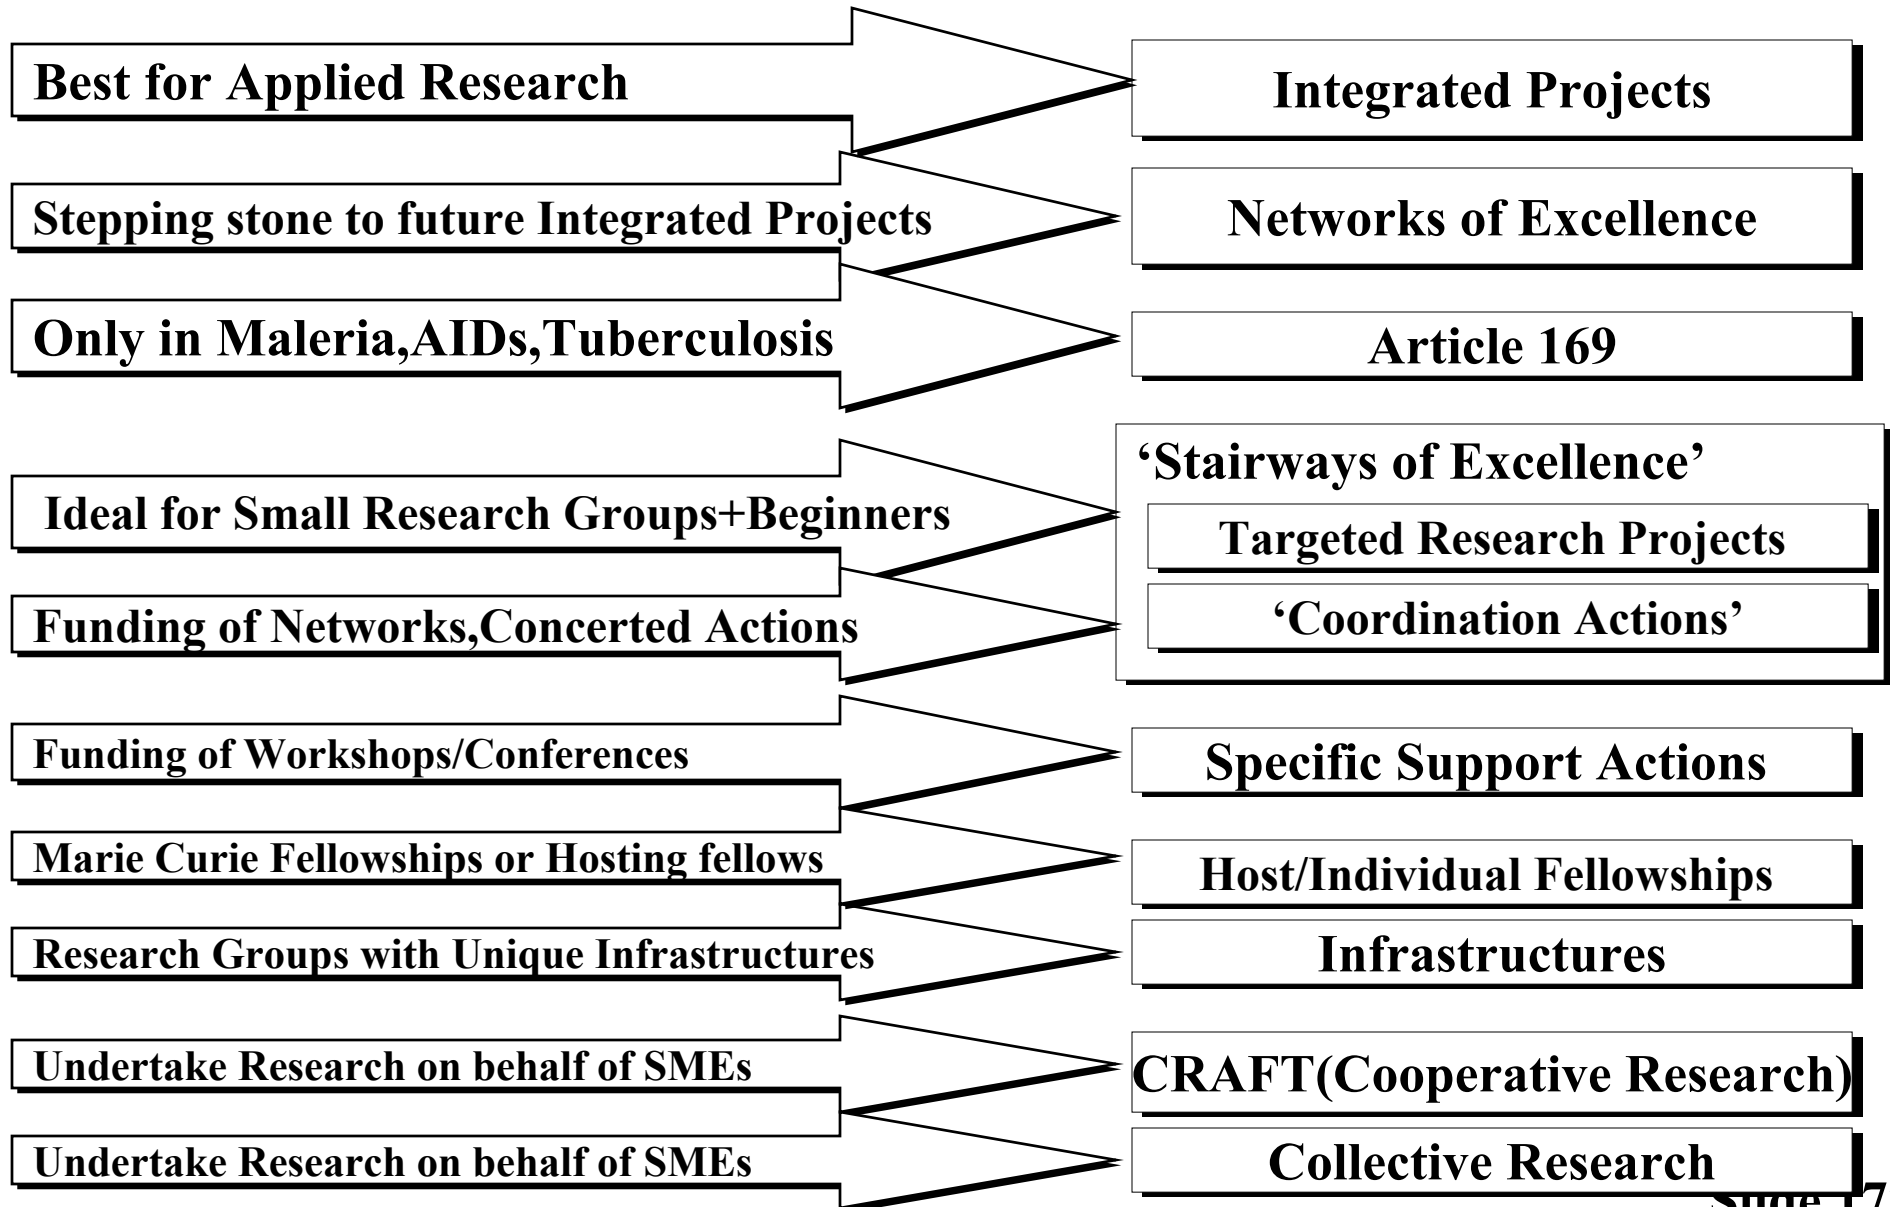 Best for Applied Research
Integrated Projects
Stepping stone to future Integrated Projects
Networks of Excellence
Only in Maleria,AIDs,Tuberculosis
Article 169
‘Stairways of Excellence’
Ideal for Small Research Groups+Beginners
Targeted Research Projects
Funding of Networks,Concerted Actions
‘Coordination Actions’
Funding of Workshops/Conferences
Specific Support Actions
Marie Curie Fellowships or Hosting fellows
Host/Individual Fellowships
Research Groups with Unique Infrastructures
Infrastructures
Undertake Research on behalf of SMEs
CRAFT(Cooperative Research)
Undertake Research on behalf of SMEs
Collective Research
Slide 17